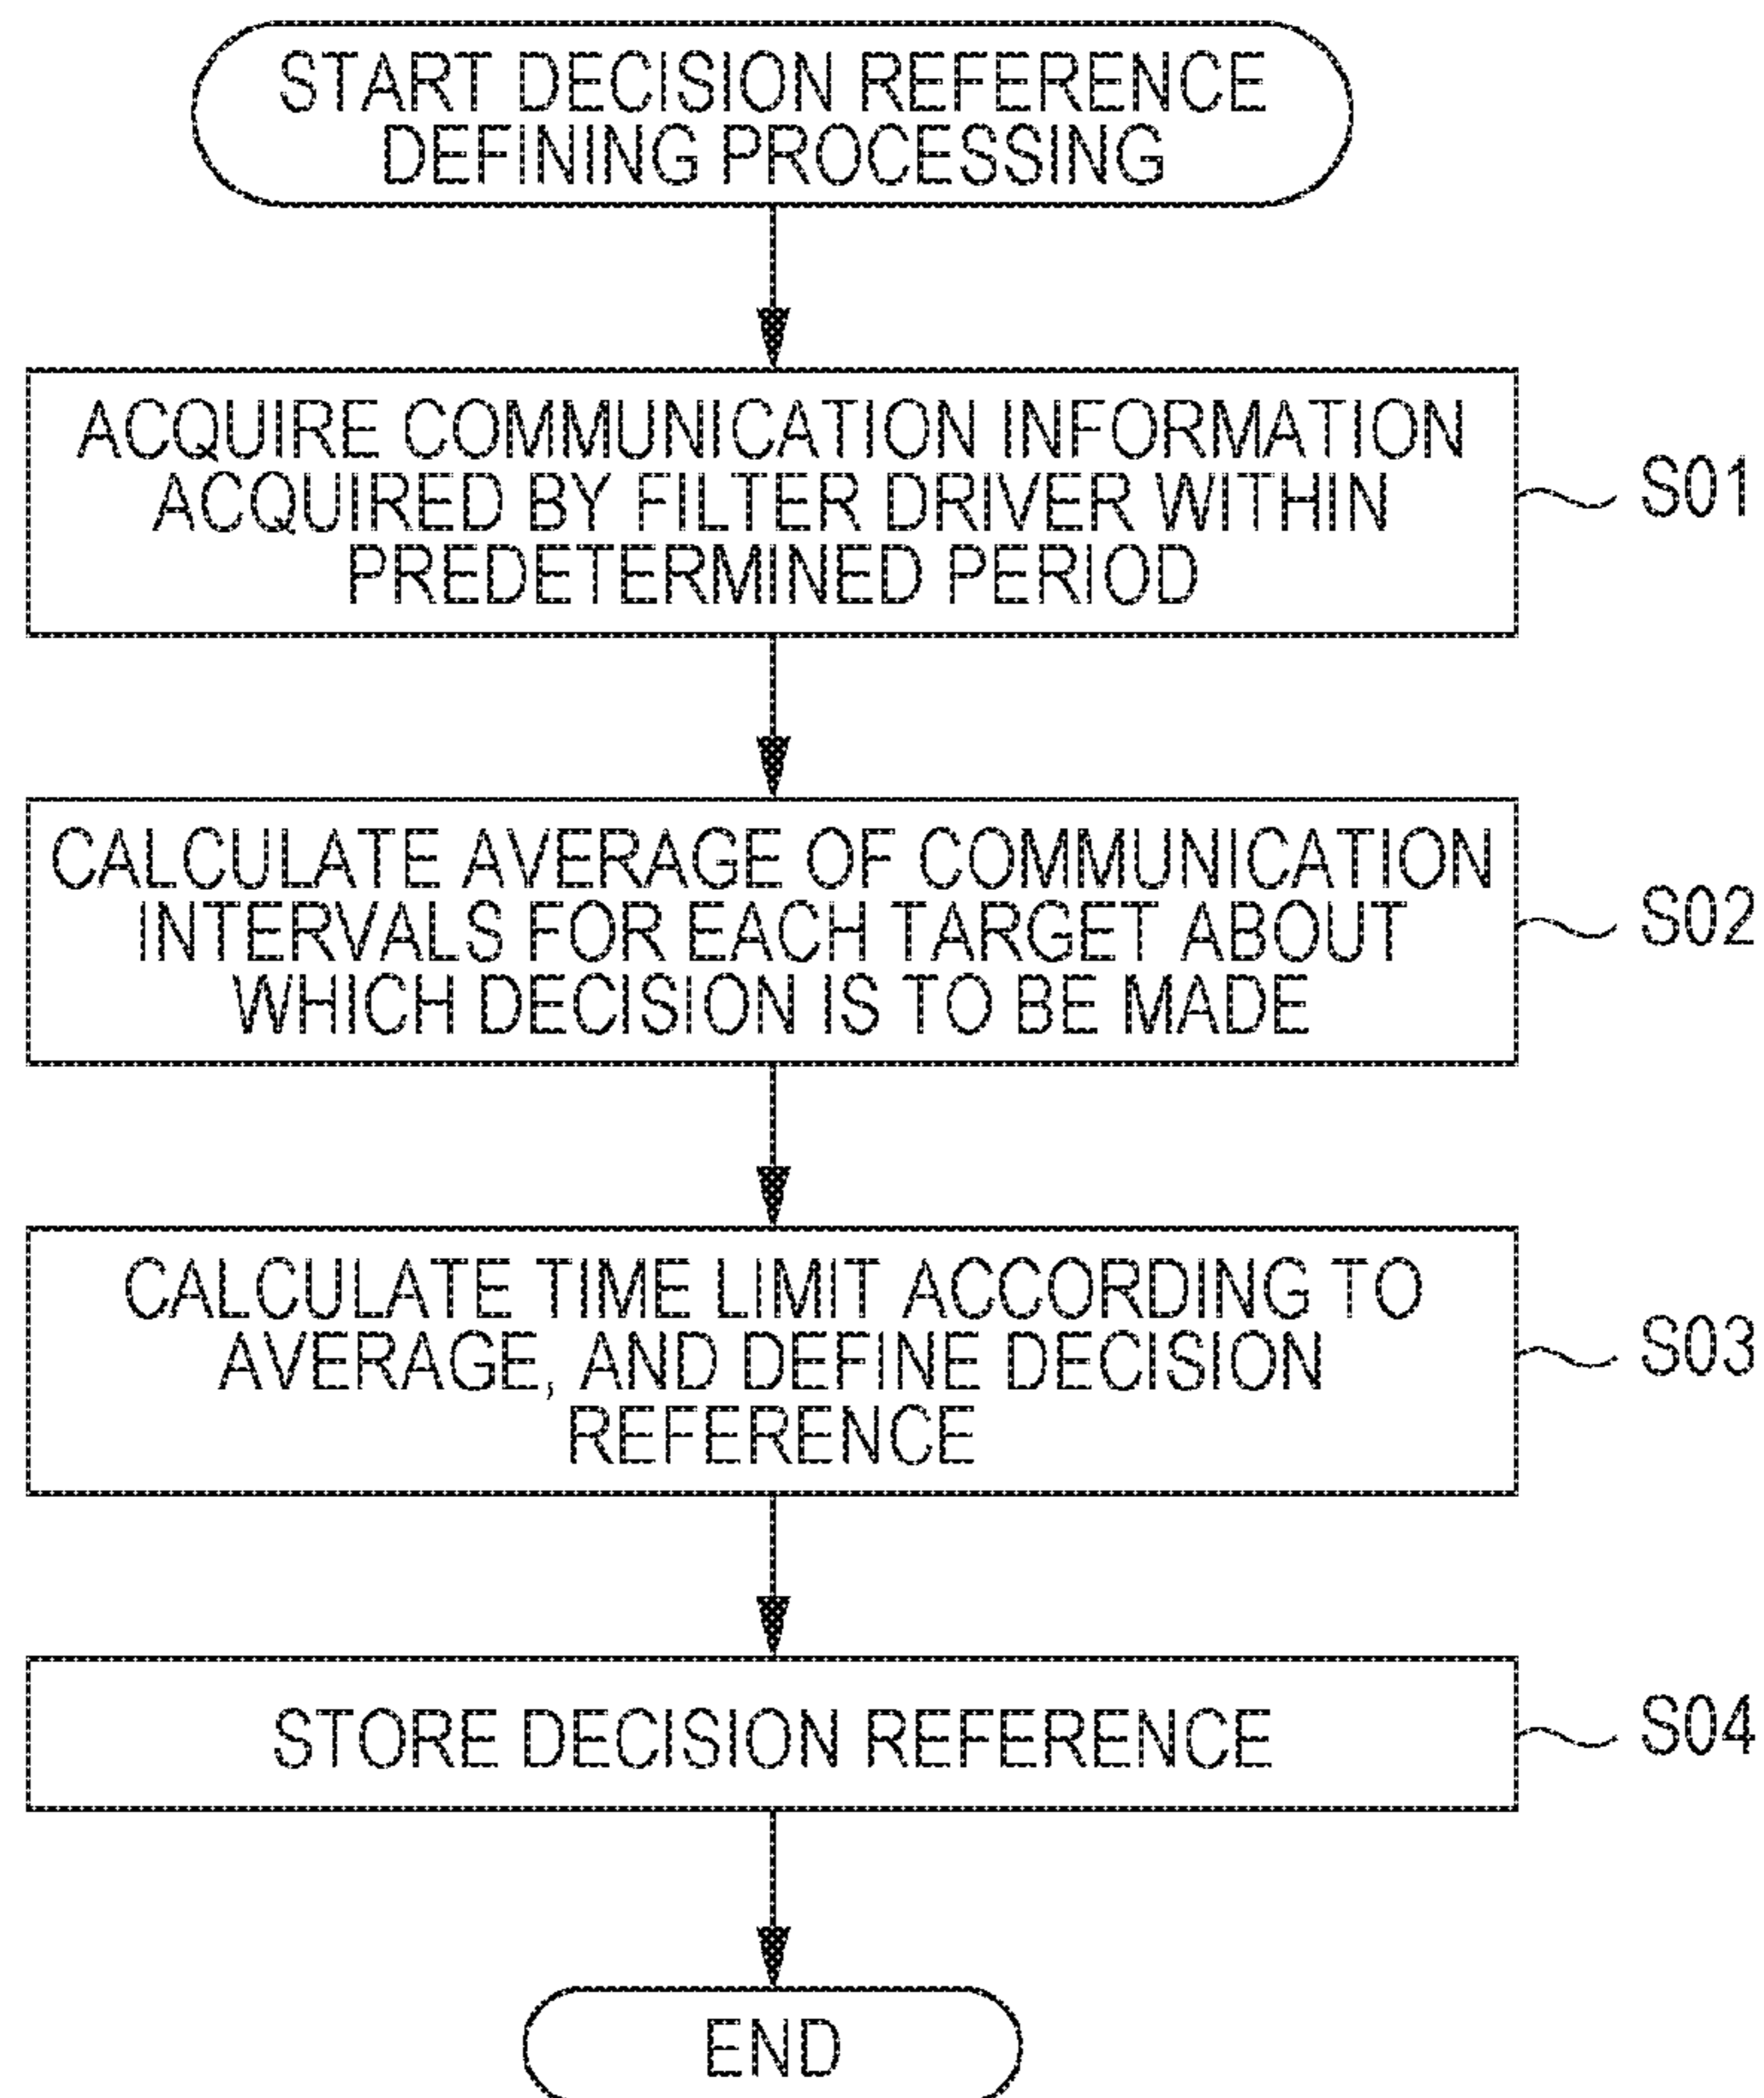 START DECISION REFERENCE
DEFINING PROCESSING
ACQUIRE COMMUNICATION INFORMATION
ACQUIRED BY FILTER DRIVER WITHIN
PREDETERMINED PERIOD
S01
CALCULATE AVERAGE OF COMMUNICATION
INTERVALS FOR EACH TARGET ABOUT
WHICH DECISION IS TO BE MADE
S02
CALCULATE TIME LIMIT ACCORDING TO
AVERAGE, AND DEFINE DECISION
REFERENCE
S03
STORE DECISION REFERENCE
S04
END